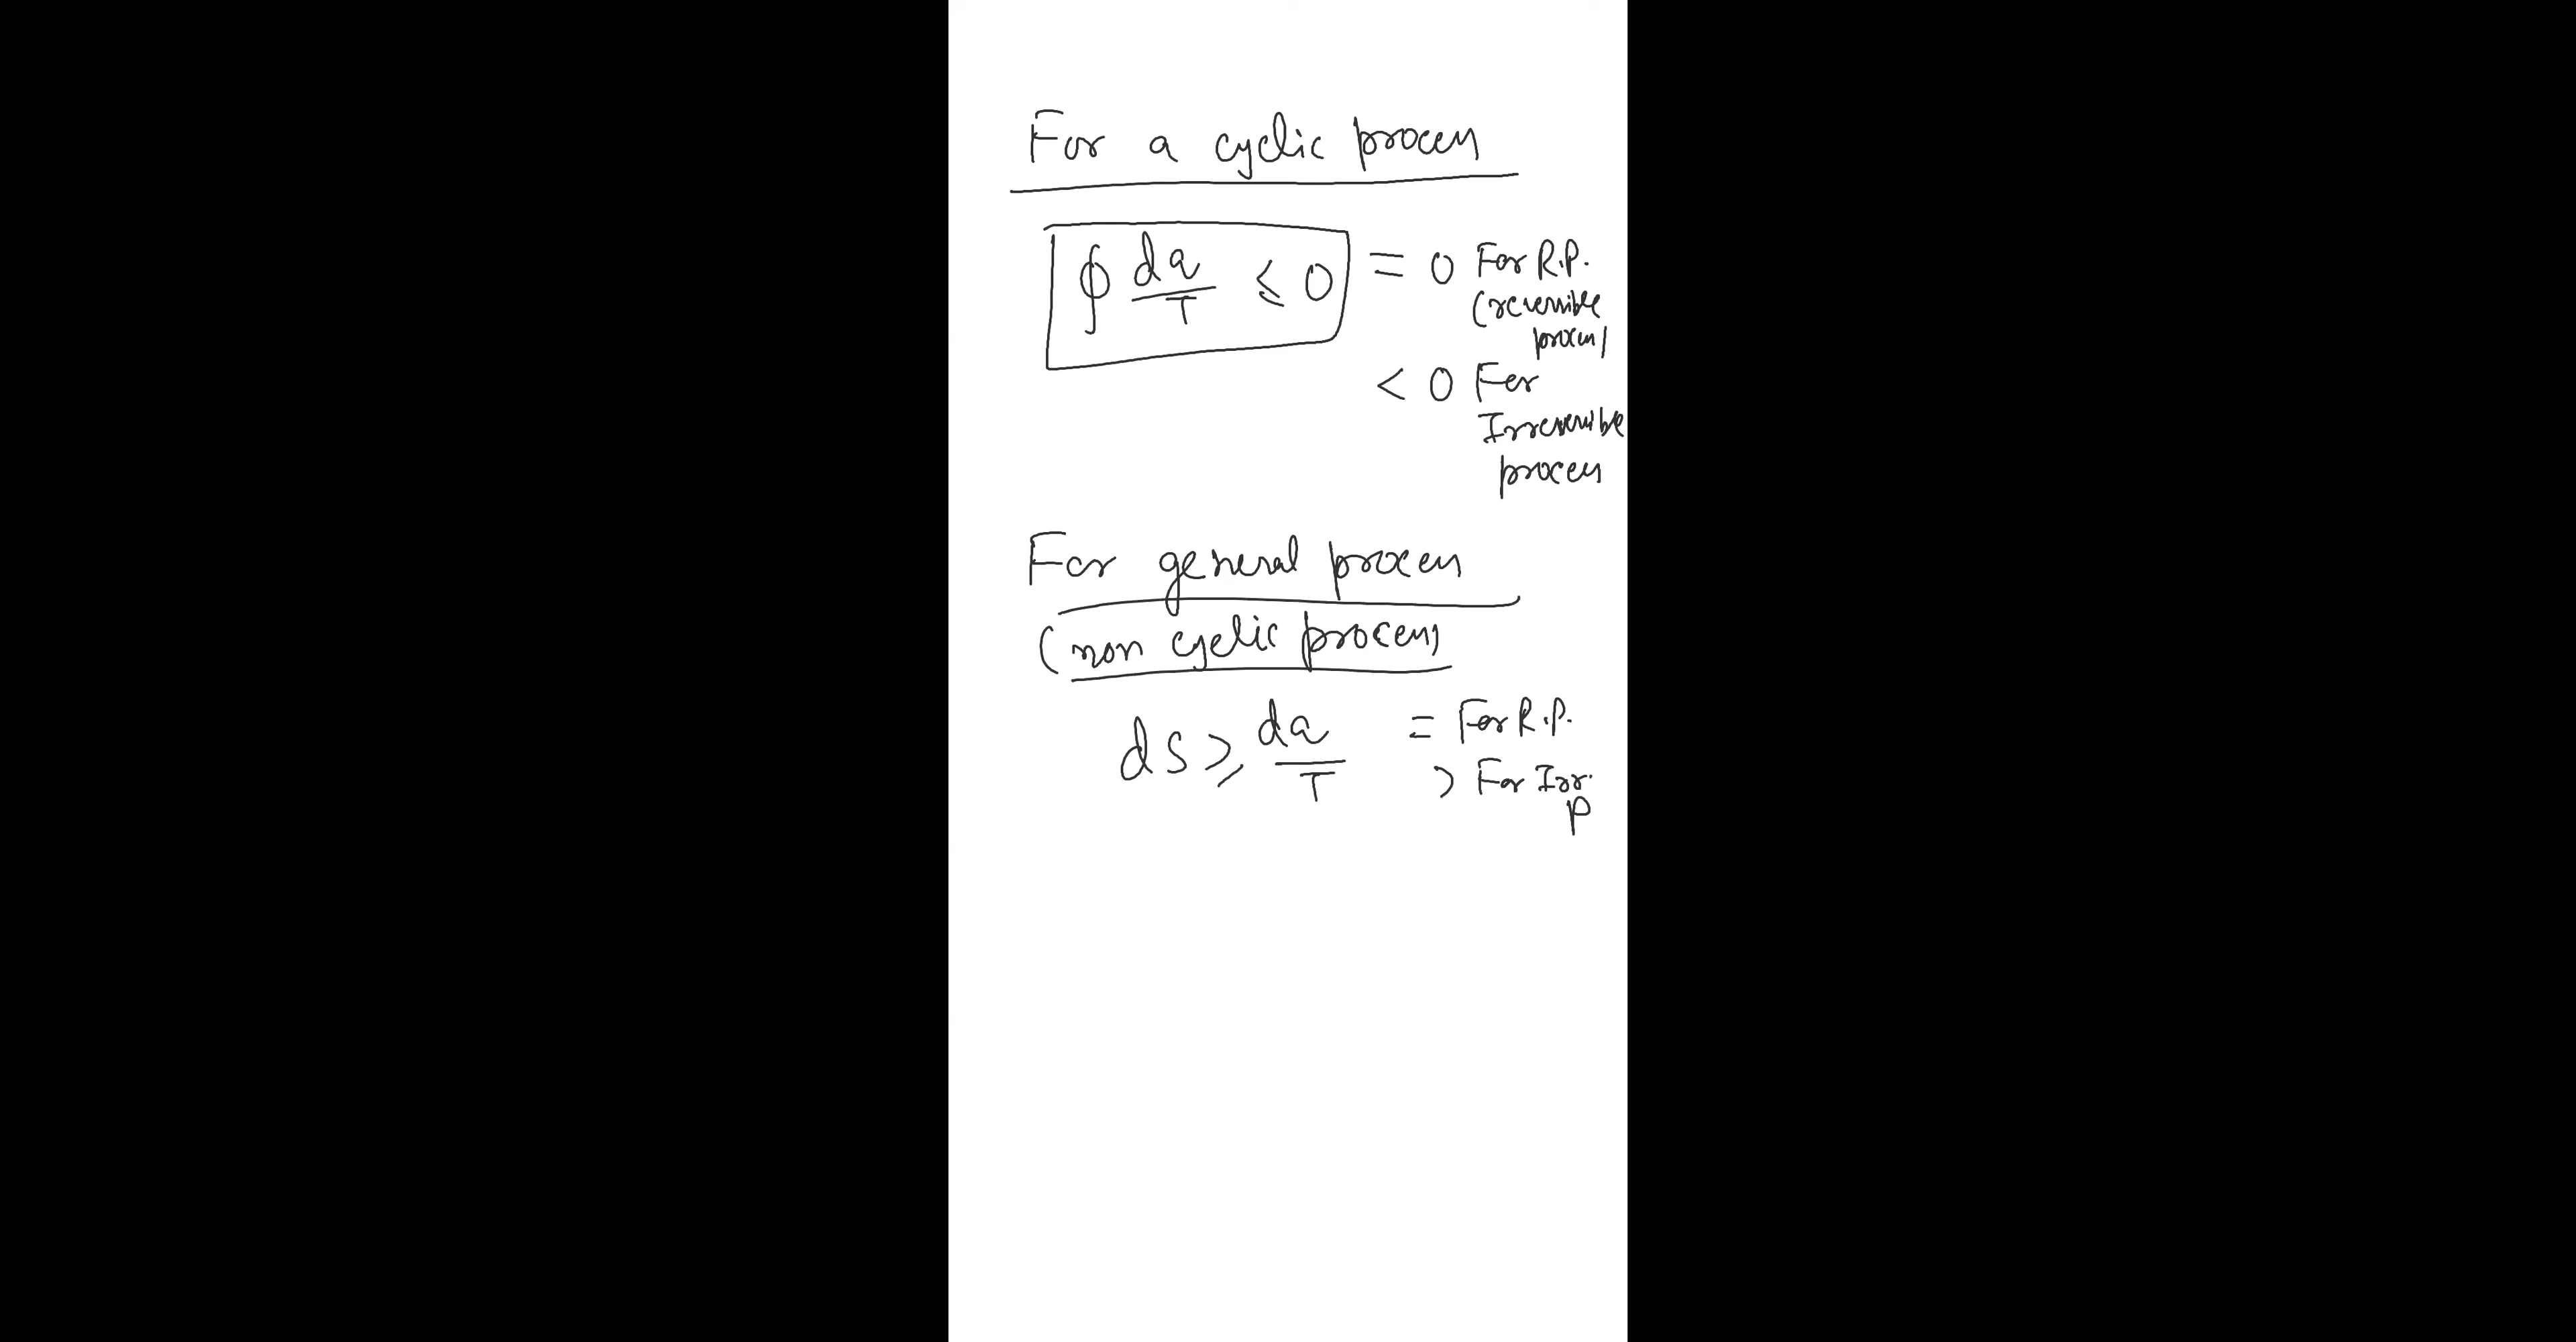 For a cyclic process
∮ dq/T ≤ 0 = 0 For R.P.
(reversible
process)
< 0 For
Irreversible
process
For general process
(non cyclic process)
ds ≥ dq/T = For R.P.
> For Irr.
P